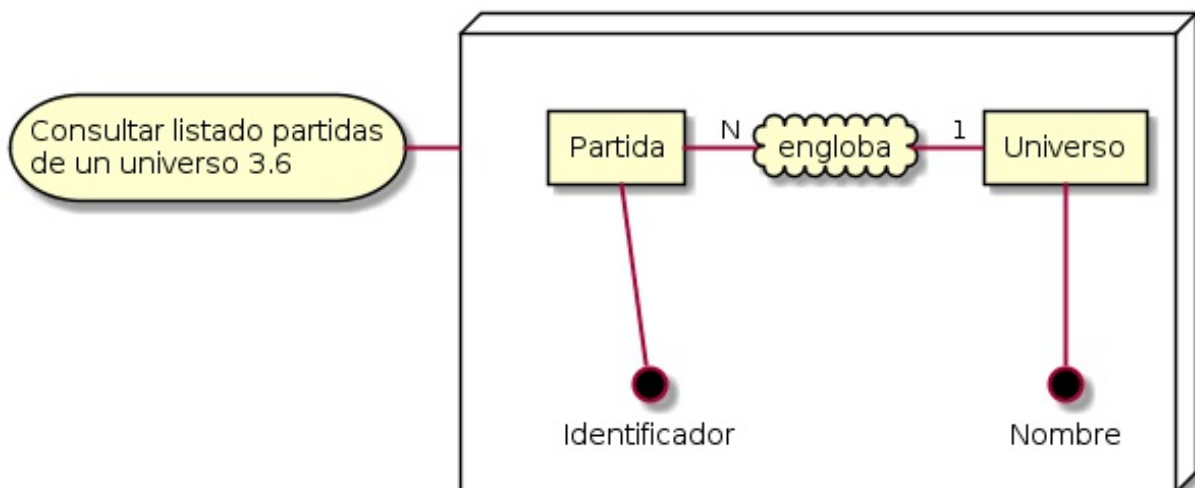 Consultar listado partidas
de un universo 3.6
Partida
N
engloba
1
Universo
Identificador
Nombre